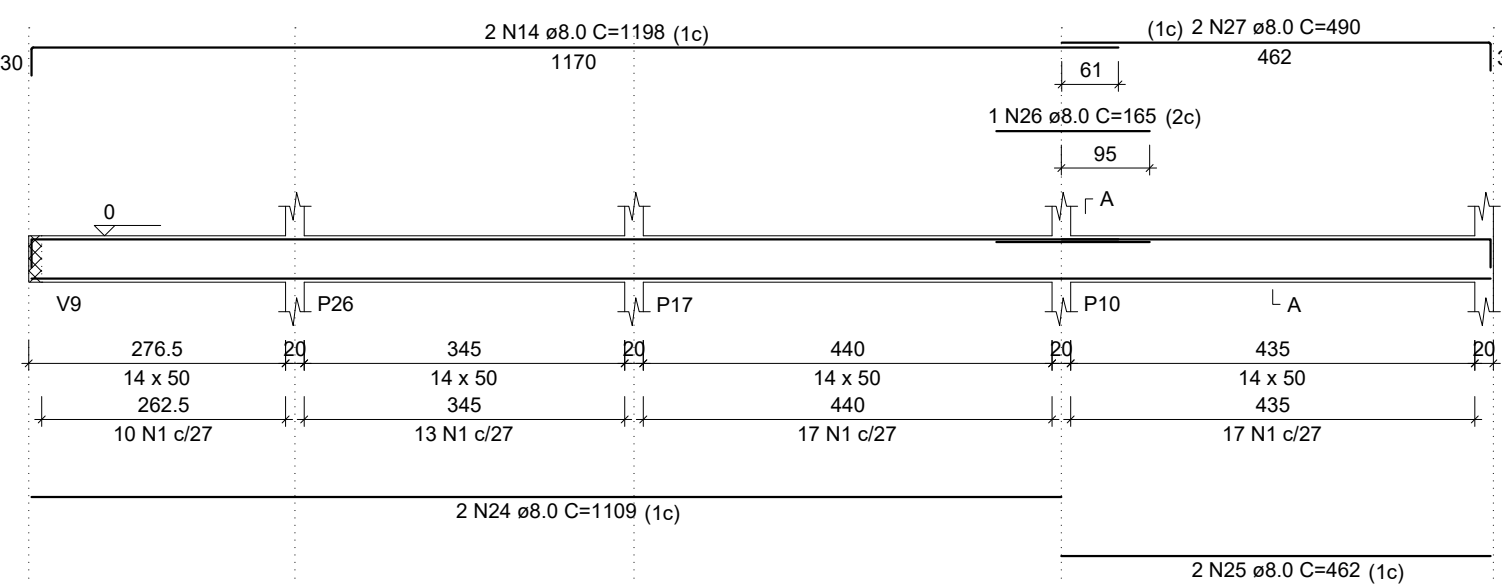 2 N14 ø8.0 C=1198 (1c)
(1c) 2 N27 ø8.0 C=490
30
1170
462
61
1 N26 ø8.0 C=165 (2c)
95
A
0
V9
P26
P17
P10
A
276.5 20 345 20 440 20 435 20
14 x 50 14 x 50 14 x 50 14 x 50
262.5 345 440 435
10 N1 c/27 13 N1 c/27 17 N1 c/27 17 N1 c/27
2 N24 ø8.0 C=1109 (1c)
2 N25 ø8.0 C=462 (1c)